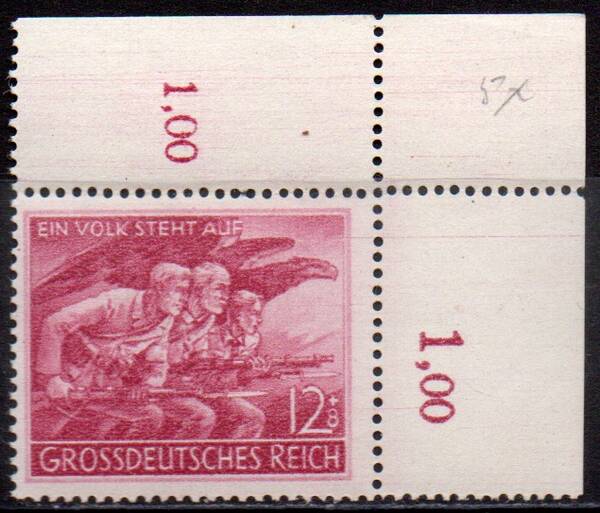 1,00
EIN VOLK STEHT AUF
1,00
12+8
GROSSDEUTSCHES REICH